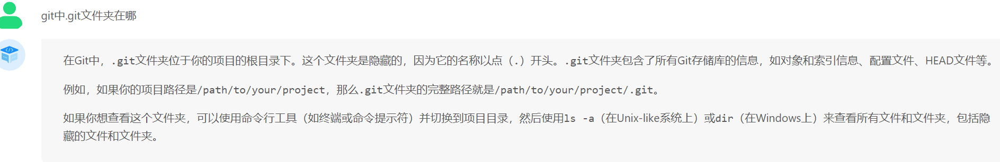 git中.git文件夹在哪
在Git中，.git文件夹位于你的项目的根目录下。这个文件夹是隐藏的，因为它的名称以点（.）开头。.git文件夹包含了所有Git存储库的信息，如对象和索引信息、配置文件、HEAD文件等。
例如，如果你的项目路径是/path/to/your/project，那么.git文件夹的完整路径就是/path/to/your/project/.git。
如果你想查看这个文件夹，可以使用命令行工具（如终端或命令提示符）并切换到项目目录，然后使用ls -a（在Unix-like系统上）或dir（在Windows上）来查看所有文件和文件夹，包括隐
藏的文件和文件夹。